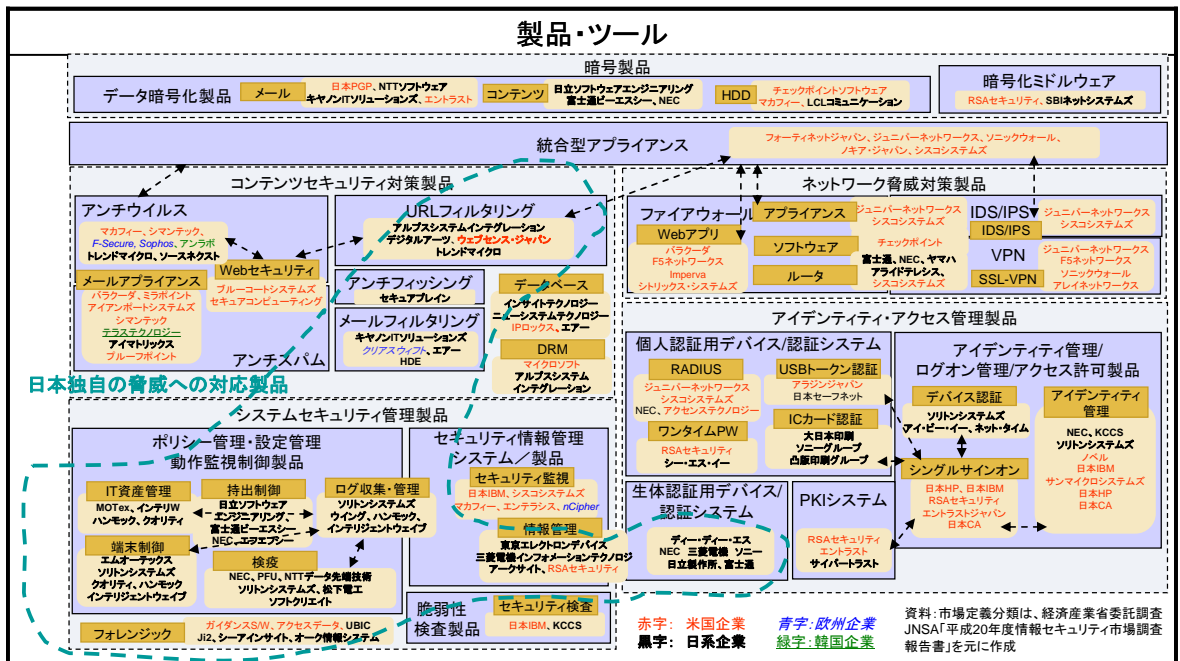 製品・ツール
暗号製品
データ暗号化製品
メール
日本PGP、NTTソフトウェア
キヤノンITソリューションズ、エントラスト
コンテンツ
日立ソフトウェアエンジニアリング
富士通ビーエスシー、NEC
HDD
チェックポイントソフトウェア
マカフィー、LCLコミュニケーション
暗号化ミドルウェア
RSAセキュリティ、SBIネットシステムズ
統合型アプライアンス
フォーティネットジャパン、ジュニパーネットワークス、ソニックウォール、
ノキア・ジャパン、シスコシステムズ
コンテンツセキュリティ対策製品
アンチウイルス
マカフィー、シマンテック、
F-Secure, Sophos、アンラボ
トレンドマイクロ、ソースネクスト
Webセキュリティ
ブルーコートシステムズ
セキュアコンピューティング
メールアプライアンス
バラクーダ、ミラポイント
アイアンポートシステムズ
シマンテック
テラステクノロジー
アイマトリックス
プルーフポイント
アンチスパム
URLフィルタリング
アルプスシステムインテグレーション
デジタルアーツ、ウェブセンス・ジャパン
トレンドマイクロ
アンチフィッシング
セキュアブレイン
メールフィルタリング
キヤノンITソリューションズ
クリアスウィフト、エアー
HDE
データベース
インサイトテクノロジー
ニューシステムテクノロジー
IPロックス、エアー
DRM
マイクロソフト
アルプスシステム
インテグレーション
ネットワーク脅威対策製品
ファイアウォール
アプライアンス
ジュニパーネットワークス
シスコシステムズ
Webアプリ
バラクーダ
F5ネットワークス
Imperva
シトリックス・システムズ
ソフトウェア
チェックポイント
富士通、NEC、ヤマハ
アライドテレシス、
シスコシステムズ
ルータ
IDS/IPS
IDS/IPS
ジュニパーネットワークス
シスコシステムズ
VPN
SSL-VPN
ジュニパーネットワークス
F5ネットワークス
ソニックウォール
アレイネットワークス
日本独自の脅威への対応製品
アイデンティティ・アクセス管理製品
個人認証用デバイス/認証システム
RADIUS
ジュニパーネットワークス
シスコシステムズ
NEC、アクセンステクノロジー
ワンタイムPW
RSAセキュリティ
シー・エス・イー
USBトークン認証
アラジンジャパン
日本セーフネット
ICカード認証
大日本印刷
ソニーグループ
凸版印刷グループ
アイデンティティ管理/
ログオン管理/アクセス許可製品
デバイス認証
ソリトンシステムズ
アイ・ビー・イー、ネット・タイム
シングルサインオン
日本HP、日本IBM
RSAセキュリティ
エントラストジャパン
日本CA
アイデンティティ
管理
NEC、KCCS
ソリトンシステムズ
ノベル
日本IBM
サンマイクロシステムズ
日本HP
日本CA
生体認証用デバイス/
認証システム
ディー・ディー・エス
NEC 三菱電機 ソニー
日立製作所、富士通
PKIシステム
RSAセキュリティ
エントラスト
サイバートラスト
システムセキュリティ管理製品
ポリシー管理・設定管理
動作監視制御製品
IT資産管理
MOTex、インテリW
ハンモック、クオリティ
持出制御
日立ソフトウェア
エンジニアリング
富士通ビーエスシー
NEC、エフエフシー
ログ収集・管理
ソリトンシステムズ
ウイング、ハンモック、
インテリジェントウェイブ
端末制御
エムオーテックス
ソリトンシステムズ
クオリティ、ハンモック
インテリジェントウェイブ
検疫
NEC、PFU、NTTデータ先端技術
ソリトンシステムズ、松下電工
ソフトクリエイト
セキュリティ情報管理
システム／製品
セキュリティ監視
日本IBM、シスコシステムズ
マカフィー、エンテラシス、nCipher
情報管理
東京エレクトロンデバイス
三菱電機インフォメーションテクノロジ
アークサイト、RSAセキュリティ
フォレンジック
ガイダンスS/W、アクセスデータ、UBIC
Ji2、シーアインサイト、オーク情報システム
脆弱性
検査製品
セキュリティ検査
日本IBM、KCCS
赤字： 米国企業
青字：欧州企業
黒字： 日系企業
緑字：韓国企業
資料：市場定義分類は、経済産業省委託調査
JNSA「平成20年度情報セキュリティ市場調査
報告書」を元に作成